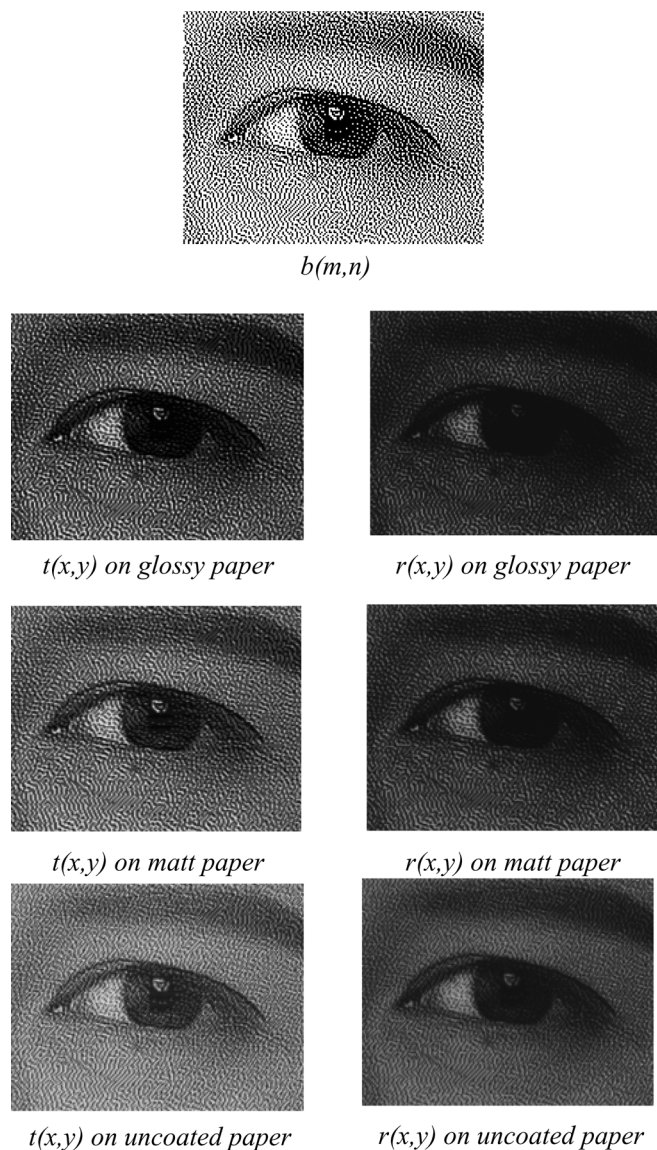 b(m,n)
t(x,y) on glossy paper
r(x,y) on glossy paper
t(x,y) on matt paper
r(x,y) on matt paper
t(x,y) on uncoated paper
r(x,y) on uncoated paper